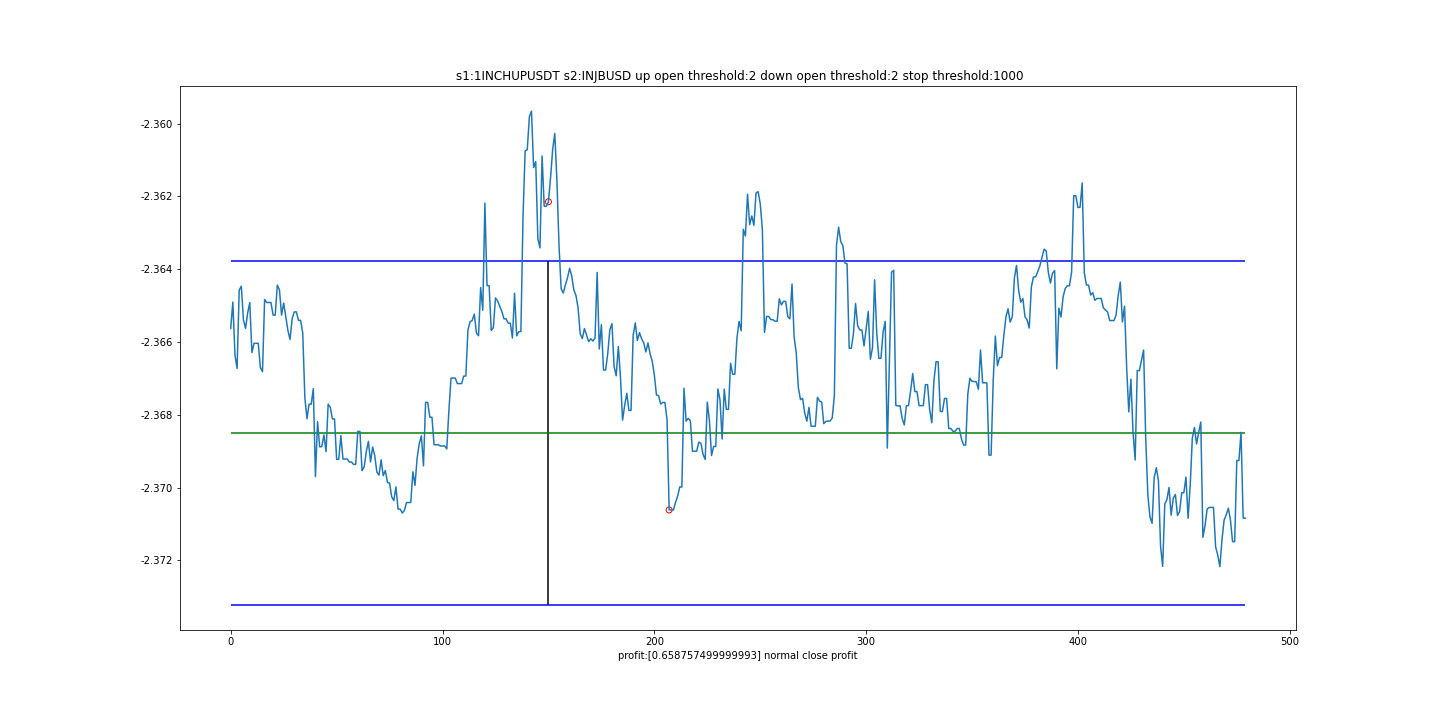 s1:1INCHUPUSDT s2:INJBUSD up open threshold:2 down open threshold:2 stop threshold:1000
-2.360
-2.362
-2.364
-2.366
-2.368
-2.370
-2.372
0 100 200 300 400 500
profit:[0.658757499999993] normal close profit